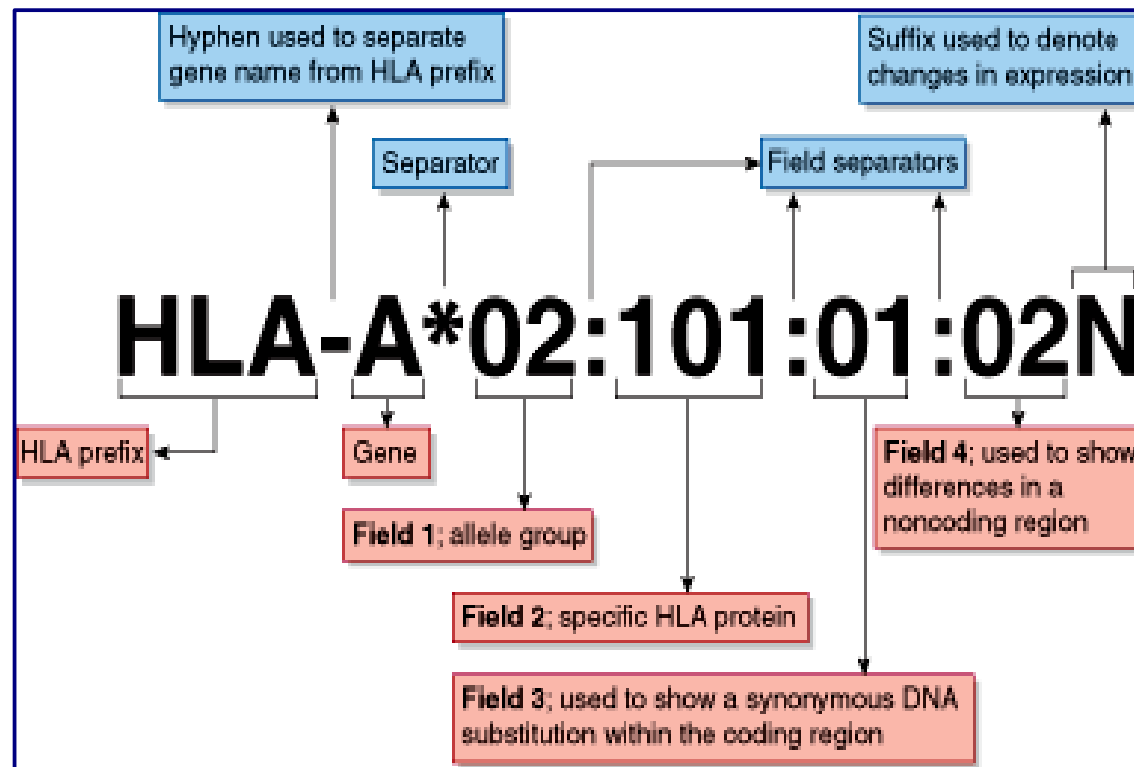 Hyphen used to separate
gene name from HLA prefix
Suffix used to denote
changes in expression
Separator
Field separators
HLA-A*02:101:01:02N
HLA prefix
Gene
Field 4; used to show
differences in a
noncoding region
Field 1; allele group
Field 2; specific HLA protein
Field 3; used to show a synonymous DNA
substitution within the coding region